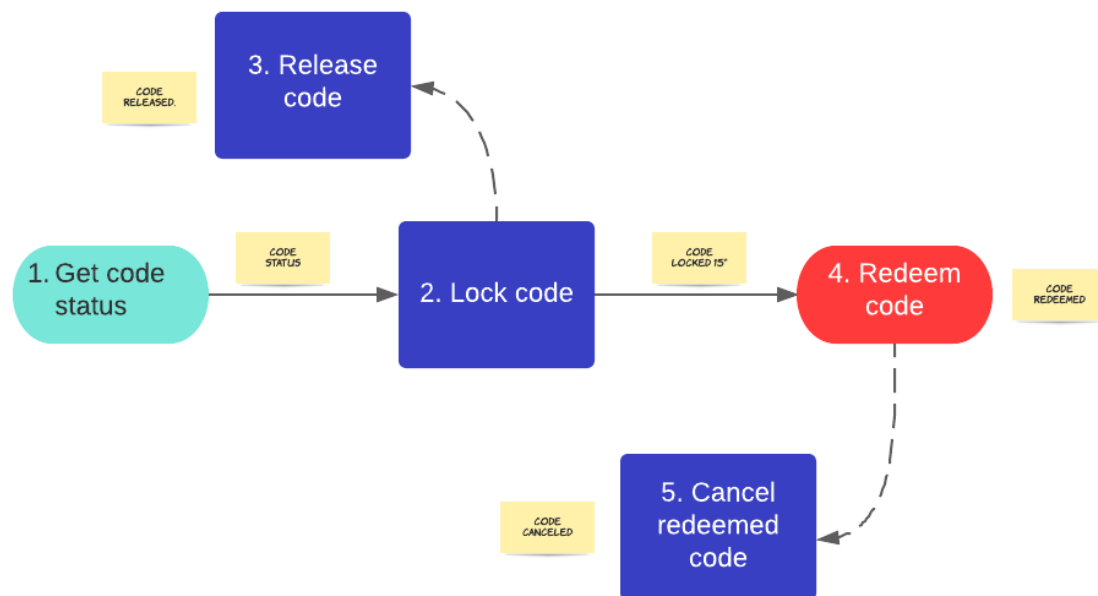 3. Release
code
CODE
RELEASED.
1. Get code
status
CODE
STATUS
2. Lock code
CODE
LOCKED 15"
4. Redeem
code
CODE
REDEEMED
5. Cancel
redeemed
code
CODE
CANCELED